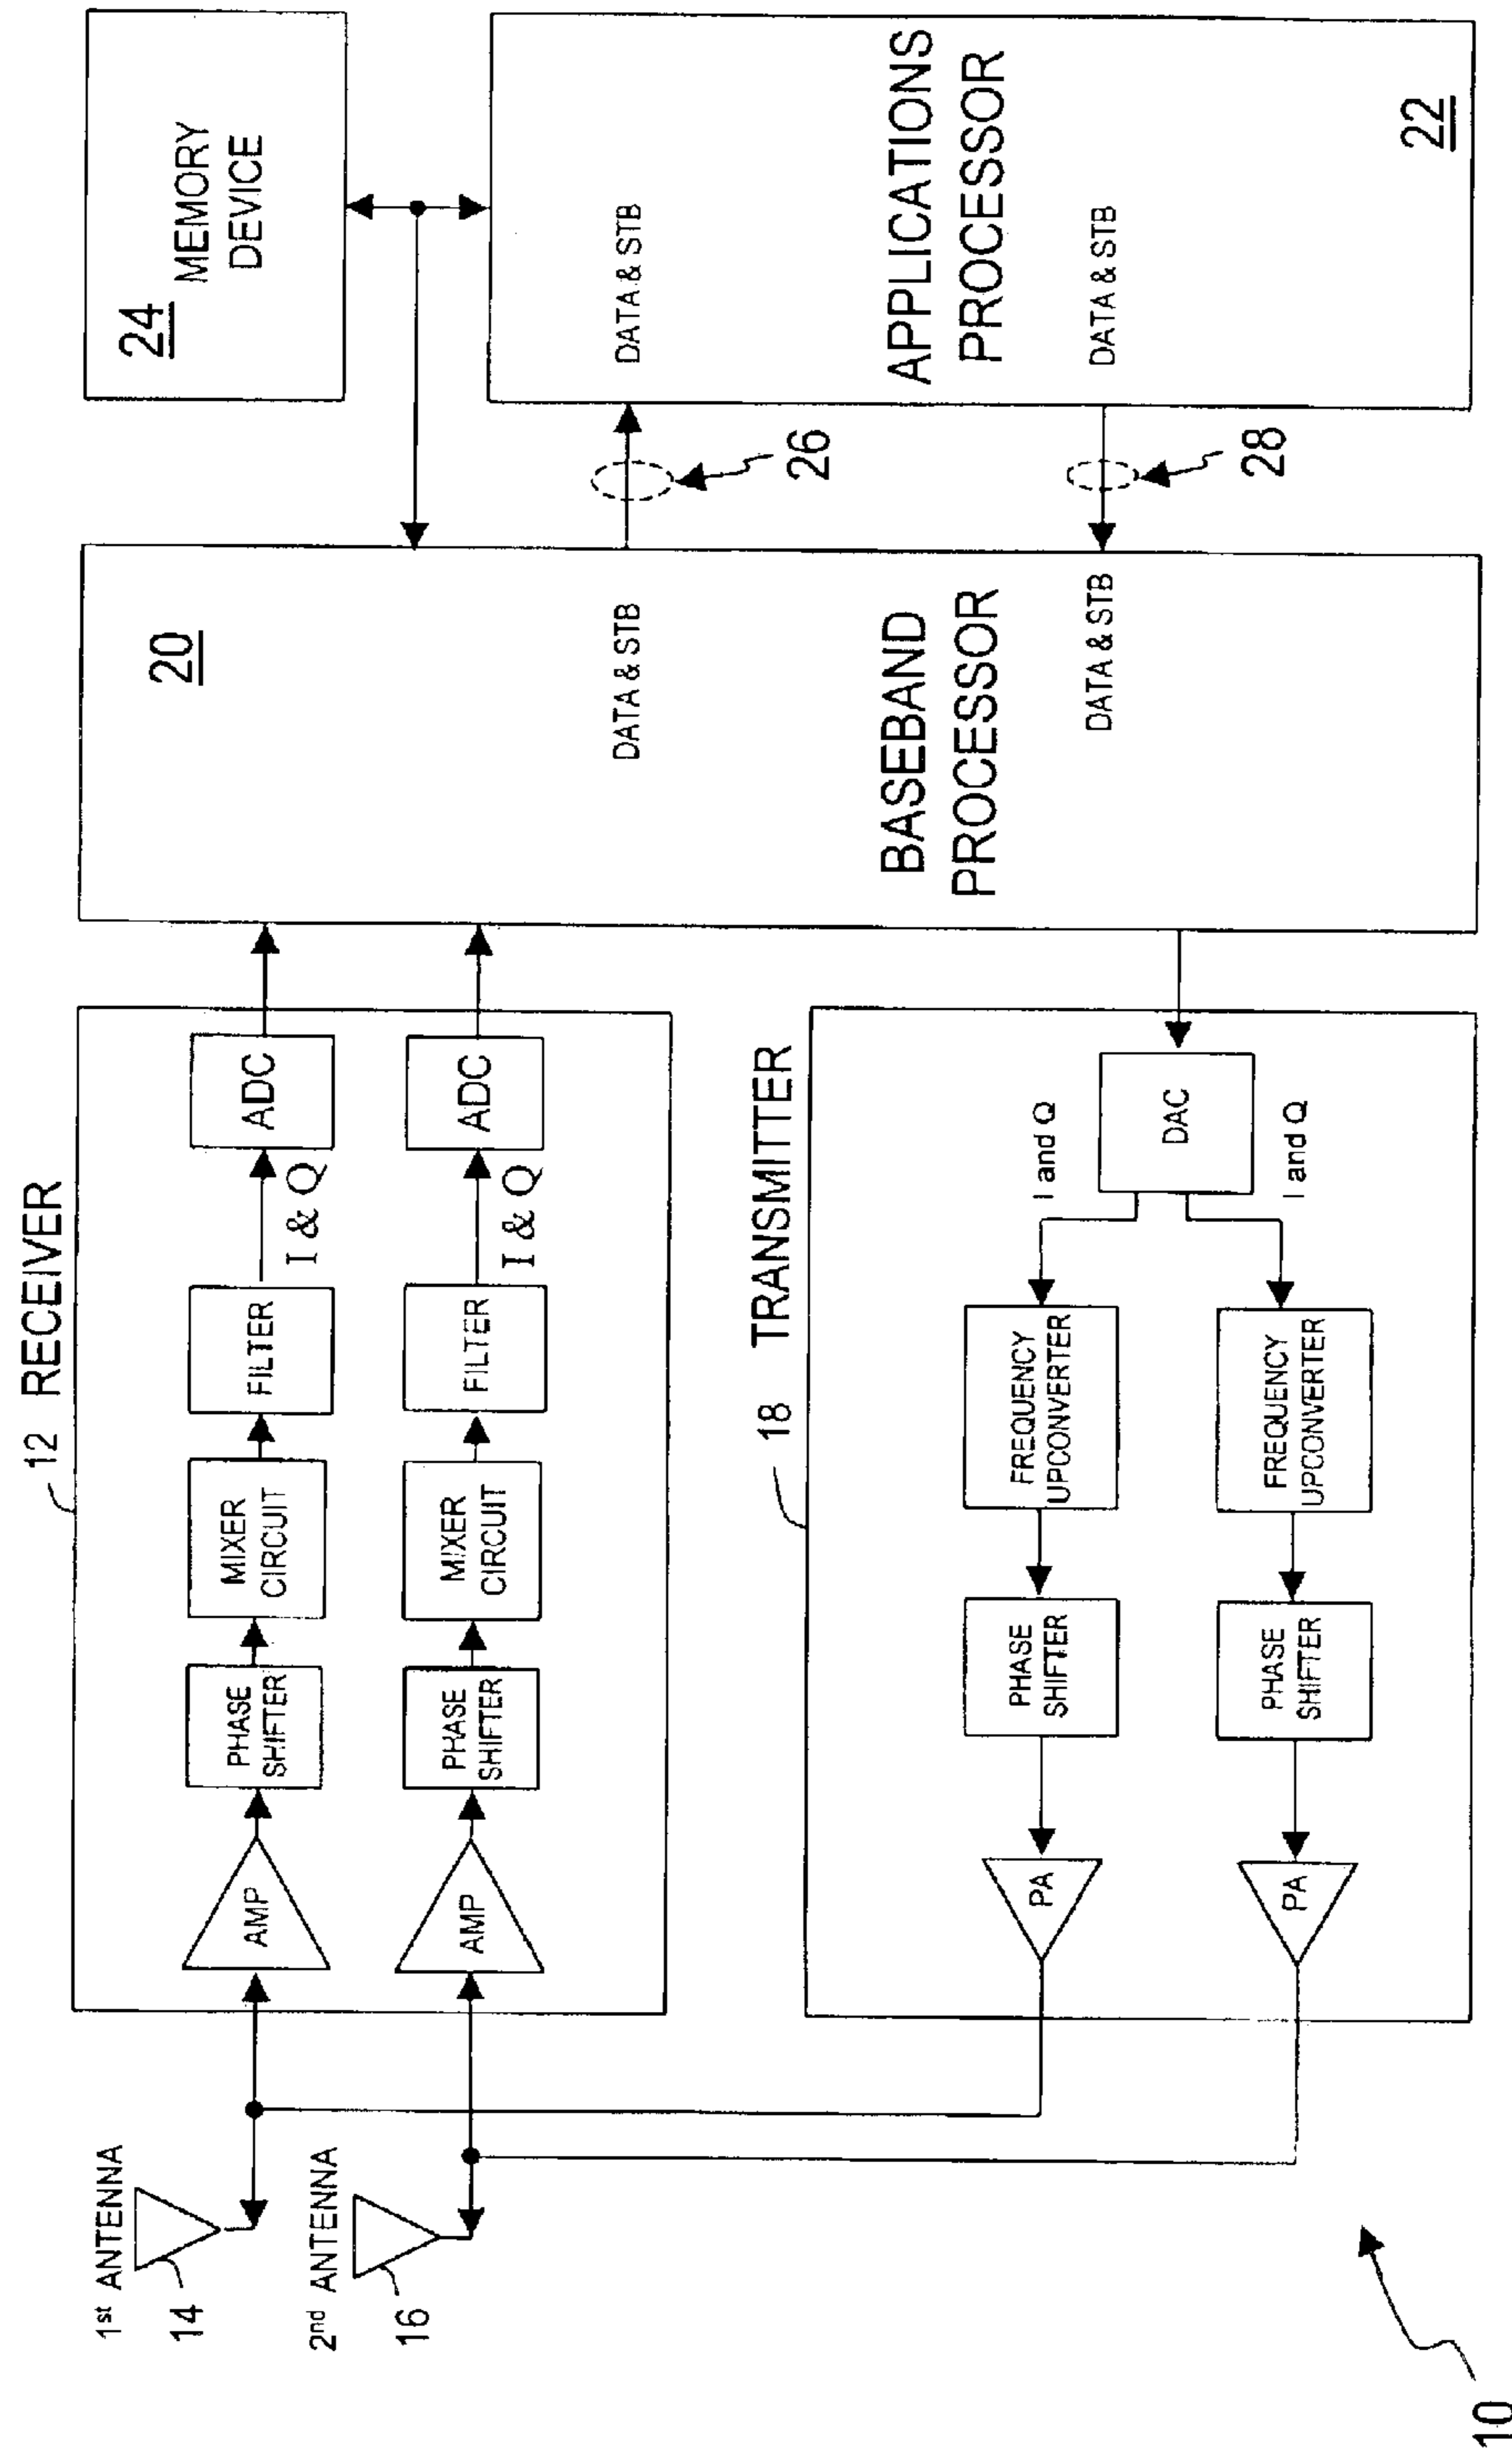 12 RECEIVER
1st ANTENNA
14
AMP
PHASE
SHIFTER
MIXER
CIRCUIT
FILTER
I & Q
ADC
2nd ANTENNA
16
AMP
PHASE
SHIFTER
MIXER
CIRCUIT
FILTER
I & Q
ADC
18 TRANSMITTER
PA
PHASE
SHIFTER
FREQUENCY
UPCONVERTER
I and Q
DAC
I and Q
PA
PHASE
SHIFTER
FREQUENCY
UPCONVERTER
20
DATA & STB
BASEBAND
PROCESSOR
DATA & STB
26
28
24
MEMORY
DEVICE
DATA & STB
APPLICATIONS
PROCESSOR
DATA & STB
22
10